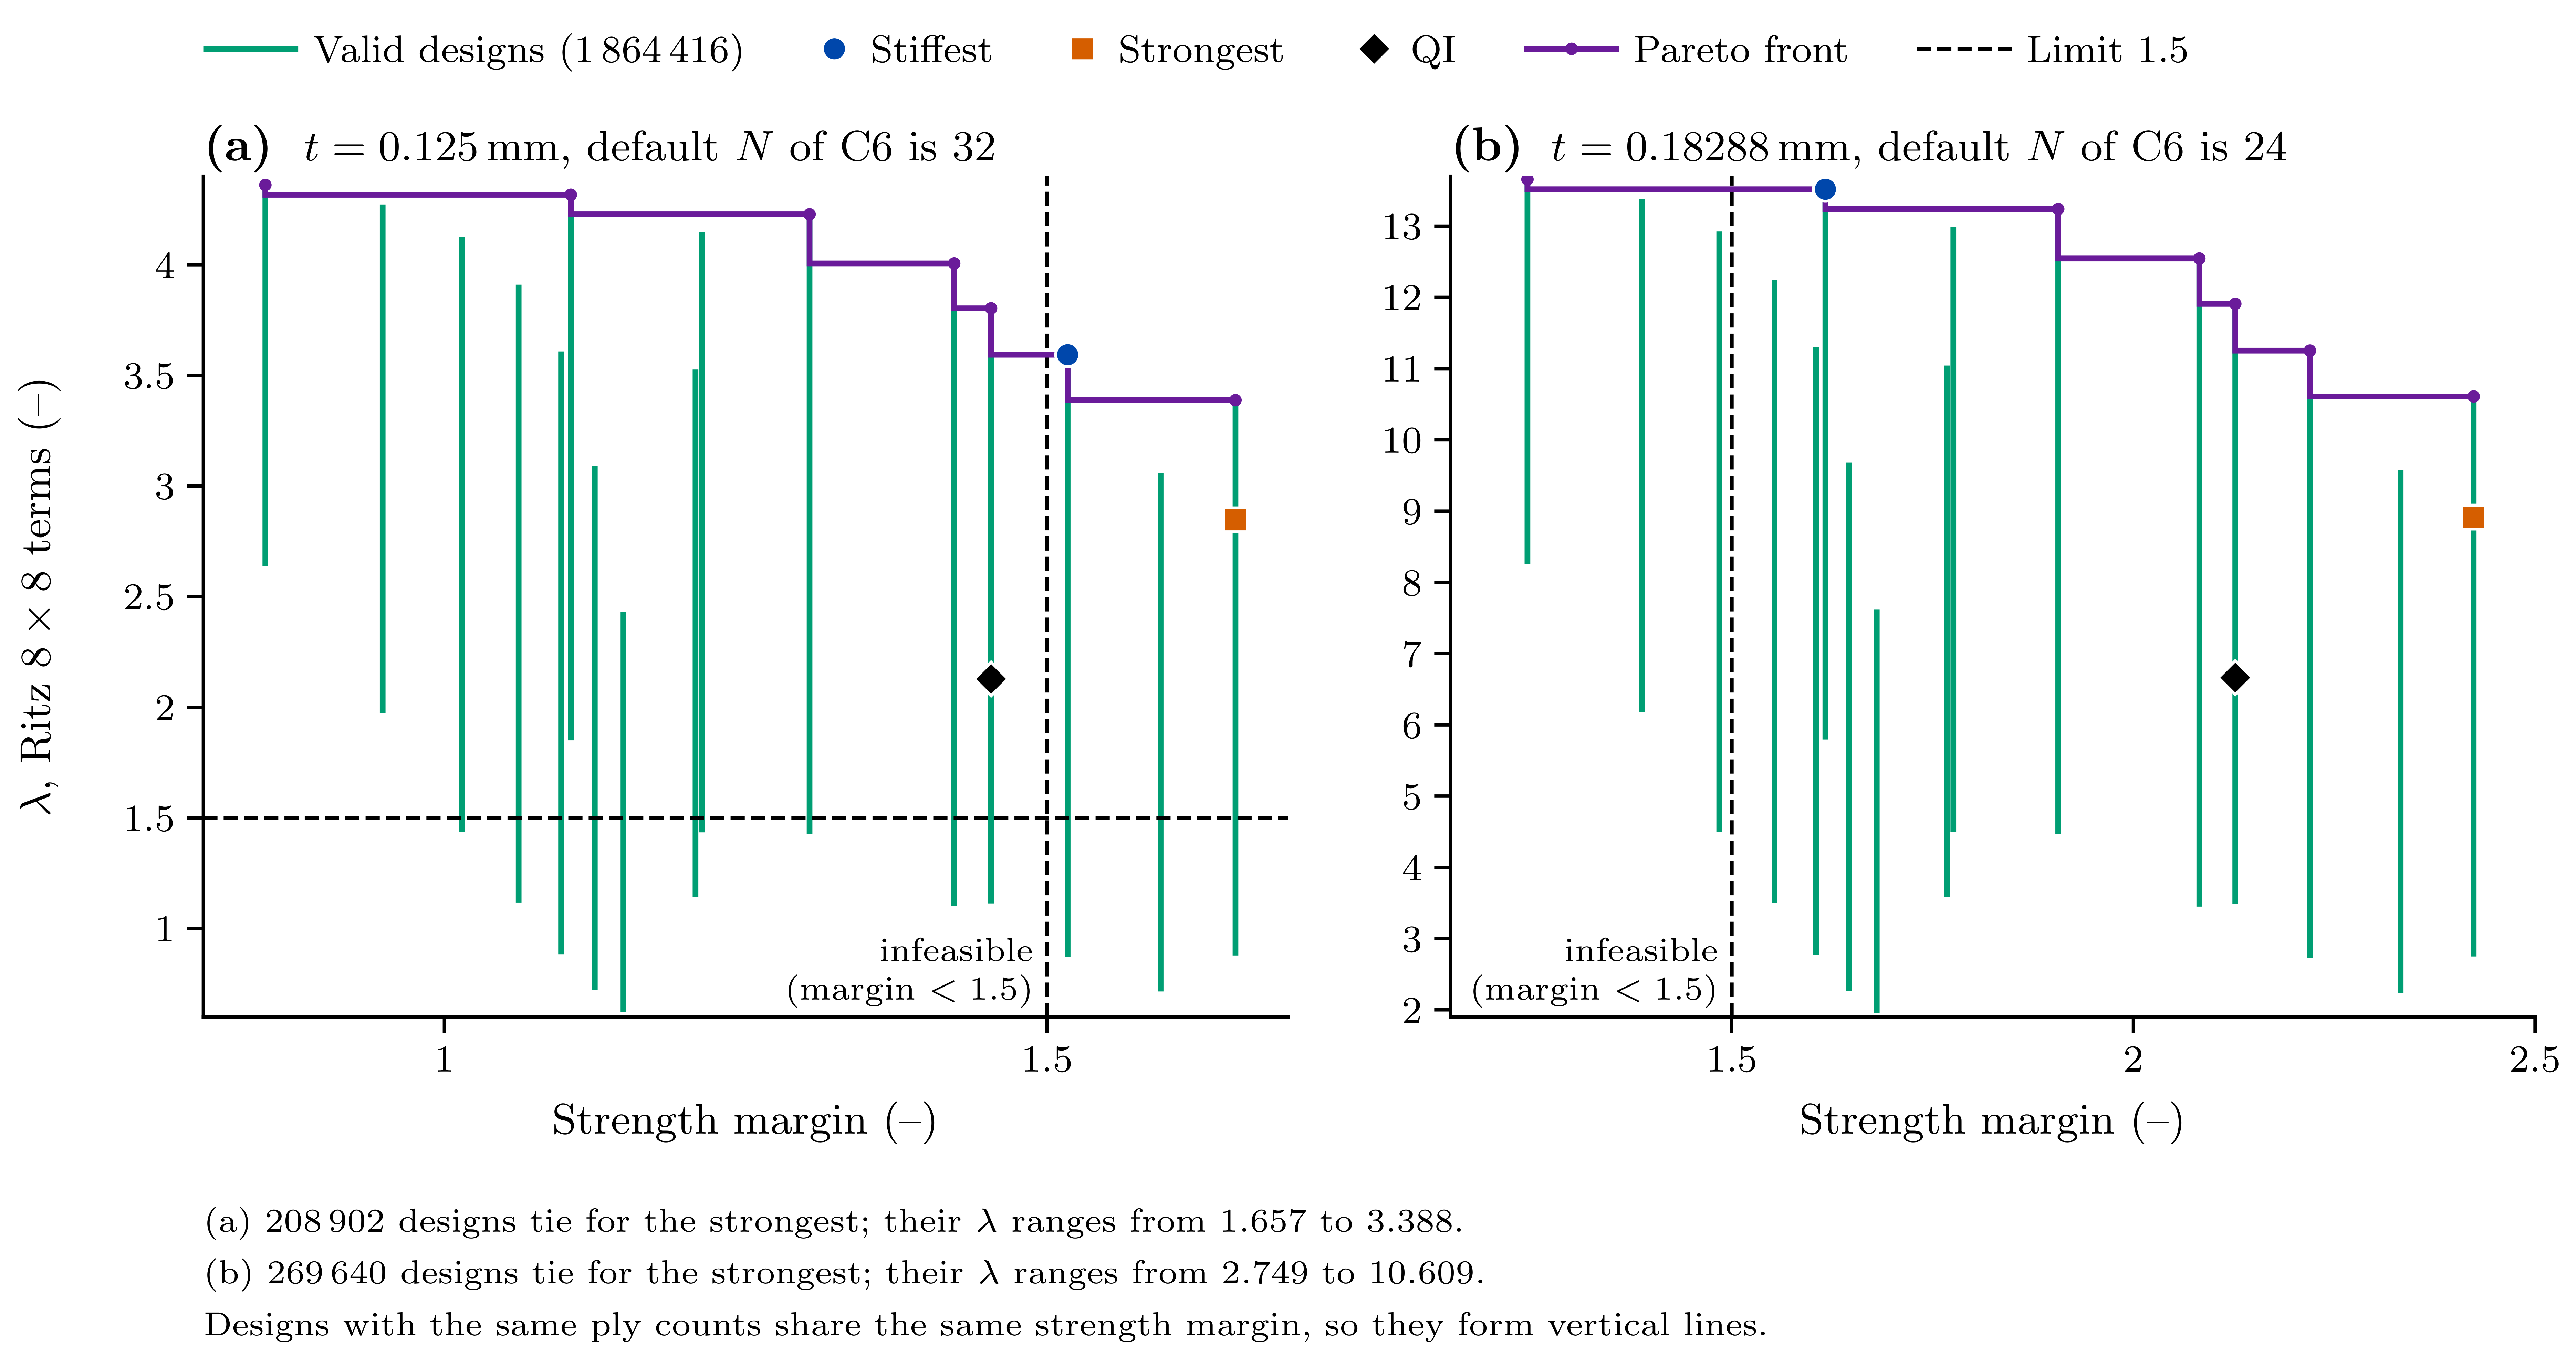 Valid designs (1 864 416) Stiffest Strongest QI Pareto front Limit 1.5
(a) t = 0.125 mm, default N of C6 is 32
λ, Ritz 8 × 8 terms (–)
4
3.5
3
2.5
2
1.5
1
infeasible
(margin < 1.5)
1 1.5
Strength margin (–)
(b) t = 0.18288 mm, default N of C6 is 24
13
12
11
10
9
8
7
6
5
4
3
2
infeasible
(margin < 1.5)
1.5 2 2.5
Strength margin (–)
(a) 208 902 designs tie for the strongest; their λ ranges from 1.657 to 3.388.
(b) 269 640 designs tie for the strongest; their λ ranges from 2.749 to 10.609.
Designs with the same ply counts share the same strength margin, so they form vertical lines.